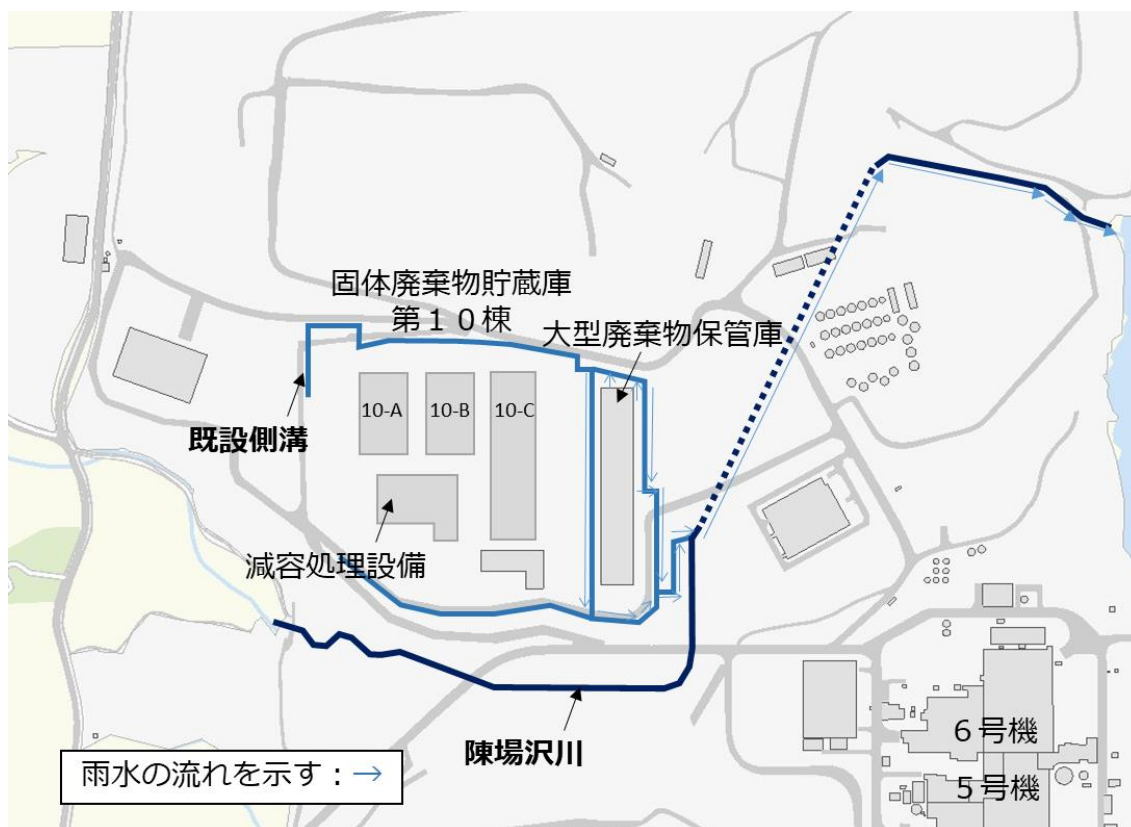 固体廃棄物貯蔵庫
第１０棟
大型廃棄物保管庫
10-A
10-B
10-C
既設側溝
減容処理設備
陳場沢川
６号機
５号機
雨水の流れを示す：→